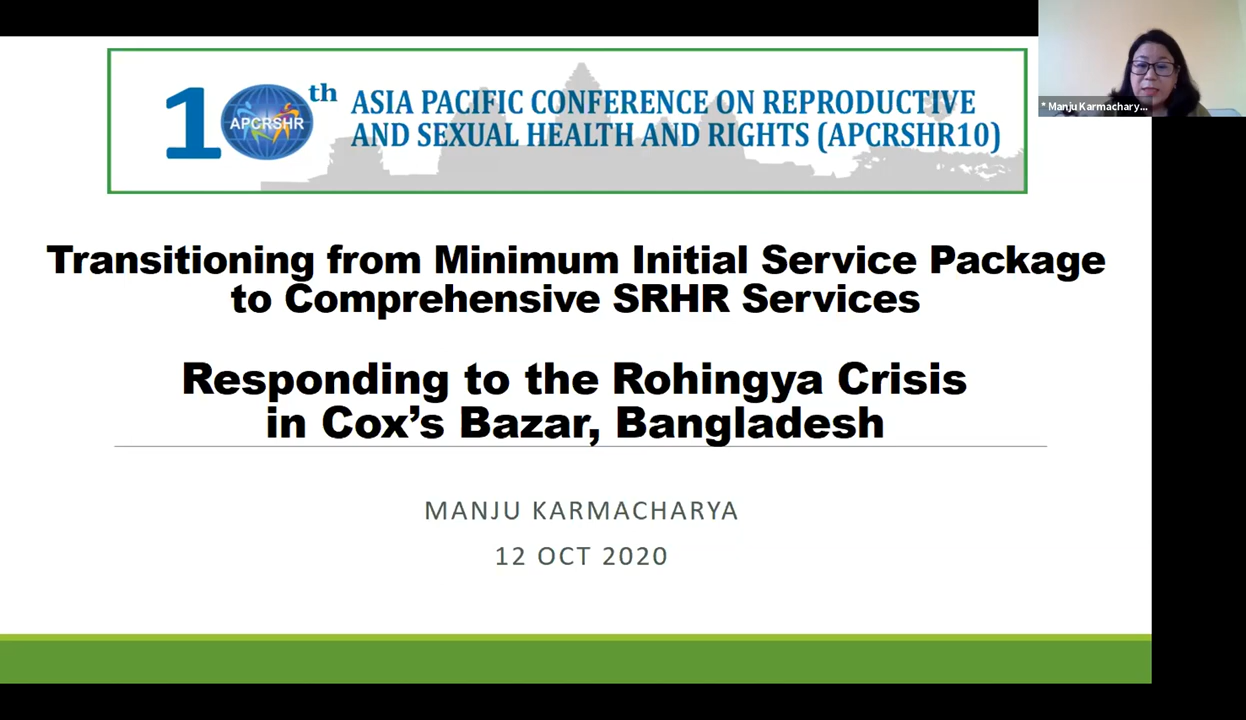 10th
APCRSHR
ASIA PACIFIC CONFERENCE ON REPRODUCTIVE
AND SEXUAL HEALTH AND RIGHTS (APCRSHR10)
* Manju Karmachary...
Transitioning from Minimum Initial Service Package
to Comprehensive SRHR Services
Responding to the Rohingya Crisis
in Cox’s Bazar, Bangladesh
MANJU KARMACHARYA
12 OCT 2020